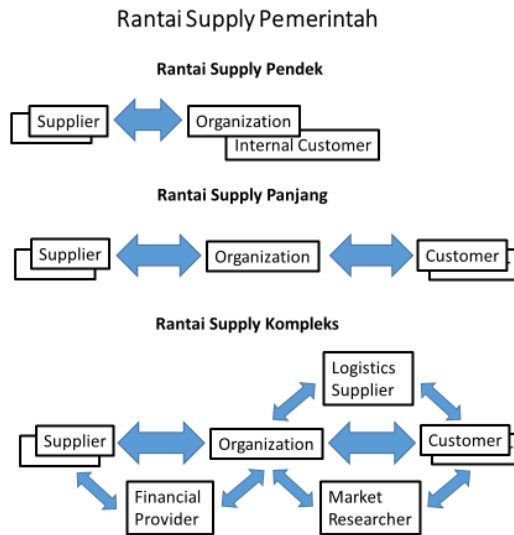 Rantai Supply Pemerintah
Rantai Supply Pendek
Supplier
Organization
Internal Customer
Rantai Supply Panjang
Supplier
Organization
Customer
Rantai Supply Kompleks
Logistics
Supplier
Supplier
Organization
Customer
Financial
Provider
Market
Researcher